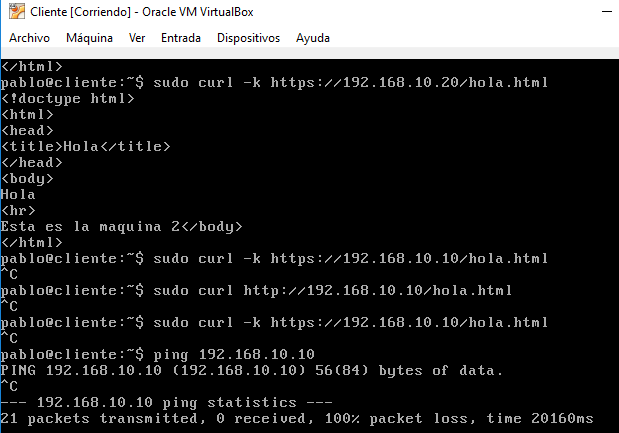 Cliente [Corriendo] - Oracle VM VirtualBox
Archivo Máquina Ver Entrada Dispositivos Ayuda
</html>
pablo@cliente:~$ sudo curl -k https://192.168.10.20/hola.html
<!doctype html>
<html>
<head>
<title>Hola</title>
</head>
<body>
Hola
<hr>
Esta es la maquina 2</body>
</html>
pablo@cliente:~$ sudo curl -k https://192.168.10.10/hola.html
^C
pablo@cliente:~$ sudo curl http://192.168.10.10/hola.html
^C
pablo@cliente:~$ sudo curl -k https://192.168.10.10/hola.html
^C
pablo@cliente:~$ ping 192.168.10.10
PING 192.168.10.10 (192.168.10.10) 56(84) bytes of data.
^C
--- 192.168.10.10 ping statistics ---
21 packets transmitted, 0 received, 100% packet loss, time 20160ms